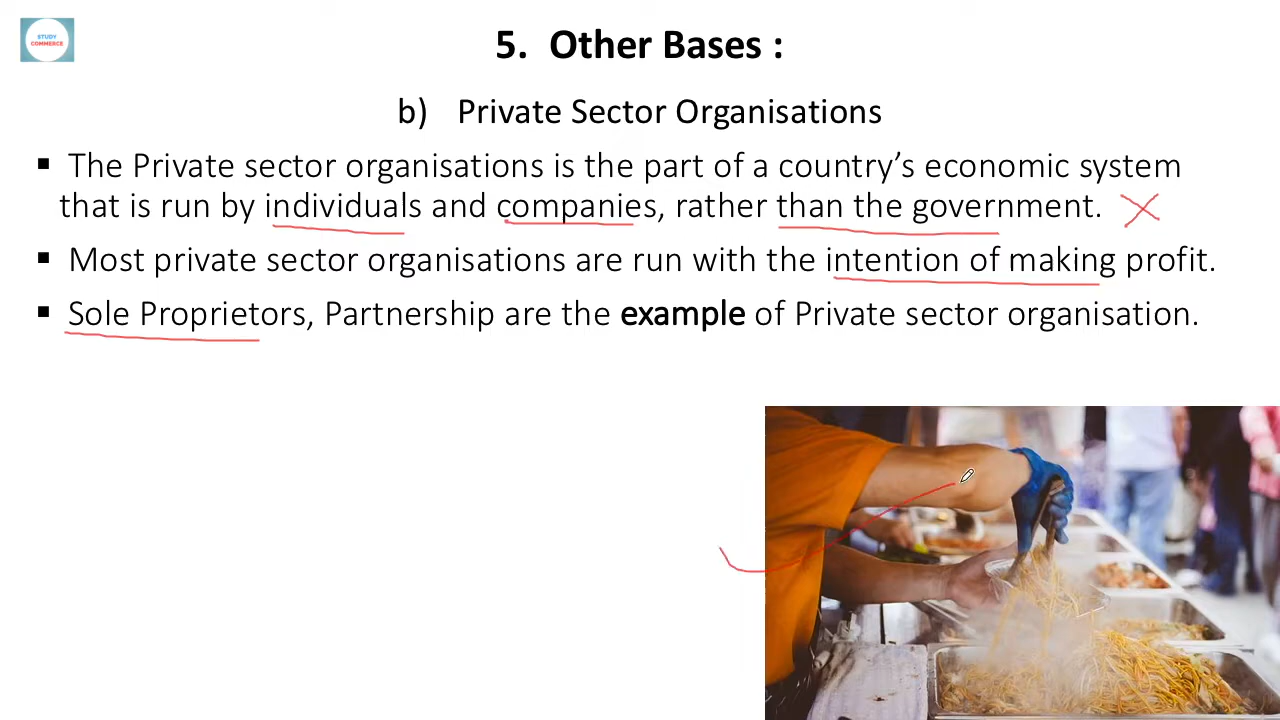 STUDY
COMMERCE
5. Other Bases :
b) Private Sector Organisations
▪ The Private sector organisations is the part of a country’s economic system
that is run by individuals and companies, rather than the government.
▪ Most private sector organisations are run with the intention of making profit.
▪ Sole Proprietors, Partnership are the example of Private sector organisation.